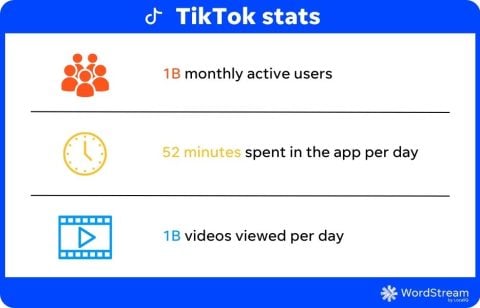 TikTok stats
1B monthly active users
52 minutes spent in the app per day
1B videos viewed per day
WordStream
by LocaliQ